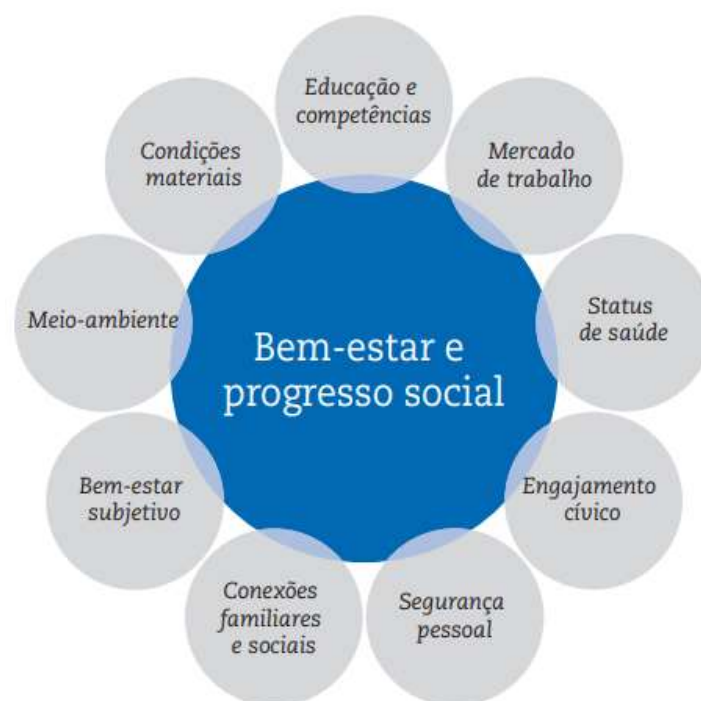 Educação e
competências
Mercado
de trabalho
Status
de saúde
Engajamento
cívico
Segurança
pessoal
Conexões
familiares
e sociais
Bem-estar
subjetivo
Meio-ambiente
Condições
materiais
Bem-estar e
progresso social